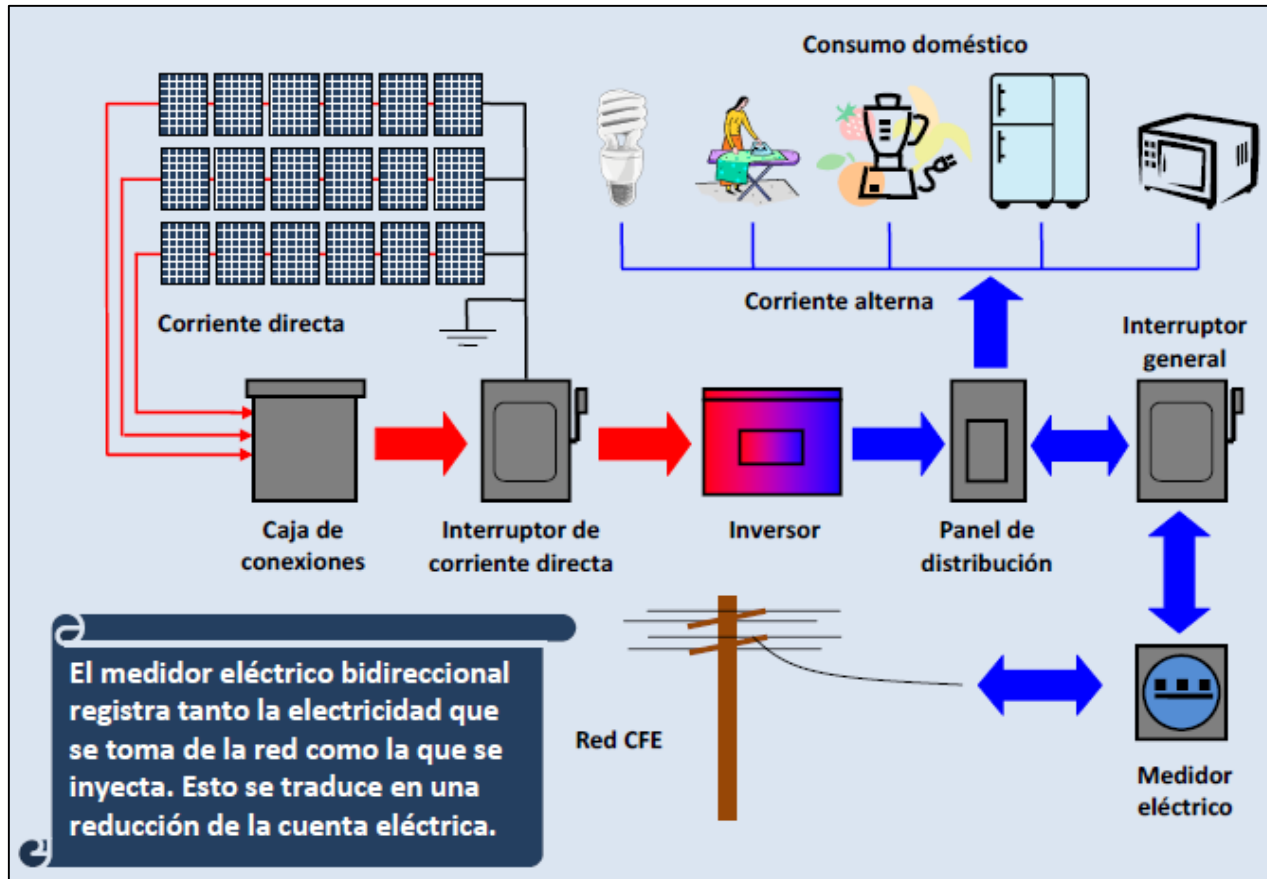 Consumo doméstico
Corriente directa
Corriente alterna
Interruptor
general
Caja de
conexiones
Interruptor de
corriente directa
Inversor
Panel de
distribución
El medidor eléctrico bidireccional
registra tanto la electricidad que
se toma de la red como la que se
inyecta. Esto se traduce en una
reducción de la cuenta eléctrica.
Red CFE
Medidor
eléctrico